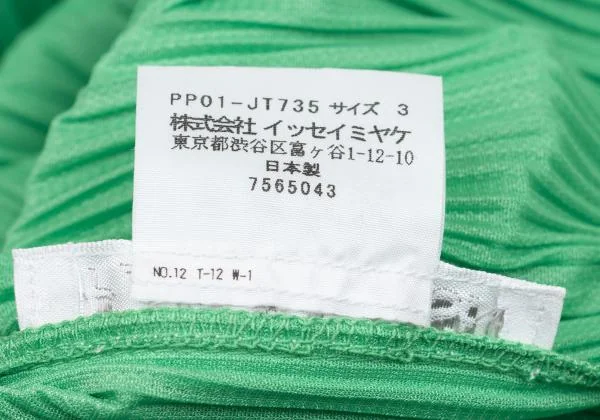 PP01-JT735 サイズ 3
株式会社 イッセイミヤケ
東京都渋谷区富ヶ谷1-12-10
日本製
7565043
NO.12 T-12 W-1